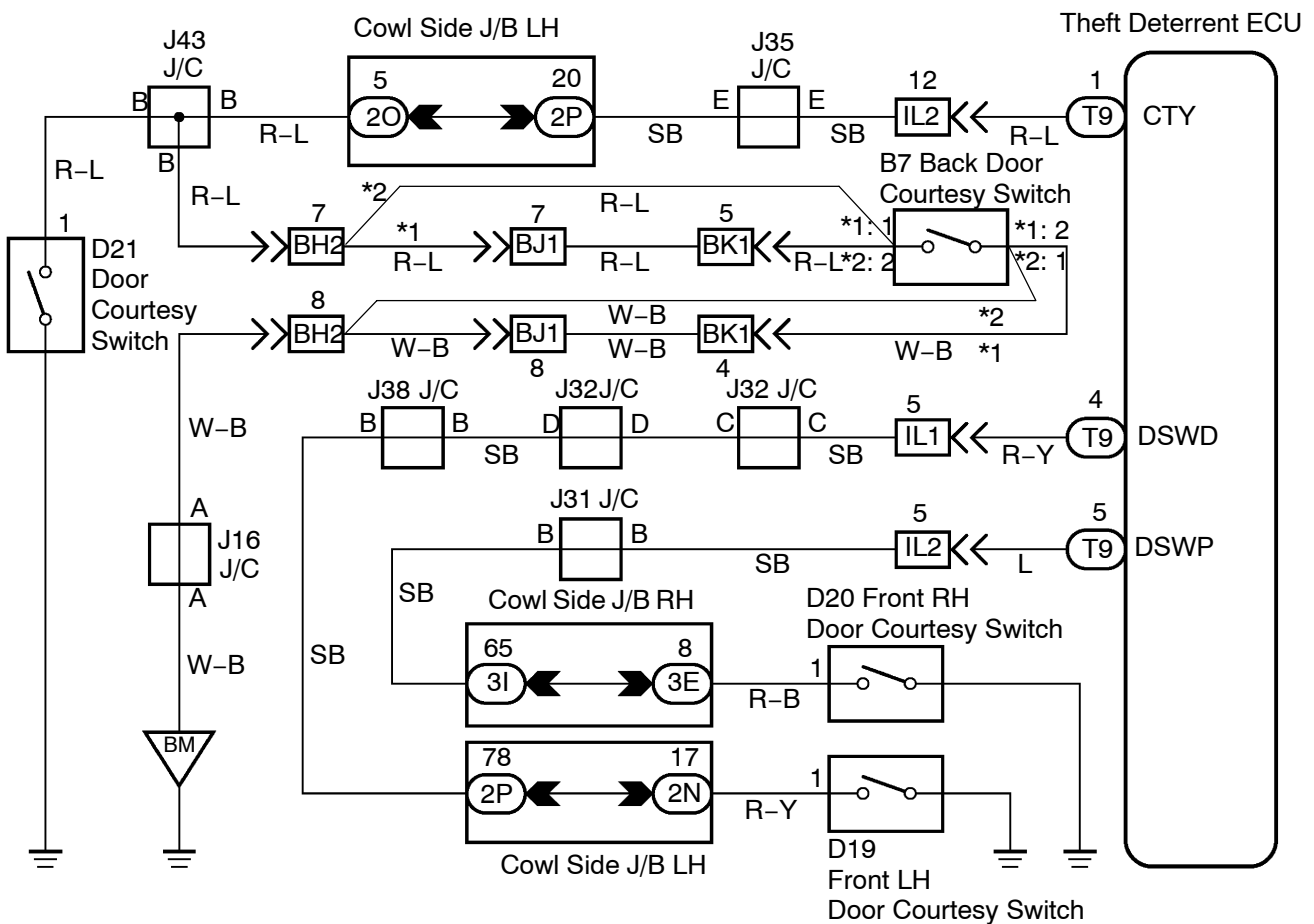 Theft Deterrent ECU
Cowl Side J/B LH
J43
J/C
J35
J/C
5
20
12
1
B
B
2O
2P
E
E
IL2
T9
CTY
R–L
SB
SB
R–L
B
B7 Back Door
Courtesy Switch
R–L
R–L
*2
R–L
1
7
*1
7
5
*1: 1
*1: 2
BH2
BJ1
BK1
D21
Door
Courtesy
Switch
R–L
R–L
R–L
*2: 2
*2: 1
8
W–B
*2
BH2
BJ1
BK1
W–B
W–B
W–B
*1
8
4
J38 J/C
J32J/C
J32 J/C
5
4
W–B
B
B
D
D
C
C
IL1
T9
DSWD
SB
SB
R–Y
J31 J/C
A
5
5
J16
J/C
B
B
IL2
T9
DSWP
SB
L
A
SB
Cowl Side J/B RH
D20 Front RH
Door Courtesy Switch
SB
65
8
W–B
3I
3E
1
R–B
BM
78
17
2P
2N
1
R–Y
Cowl Side J/B LH
D19
Front LH
Door Courtesy Switch